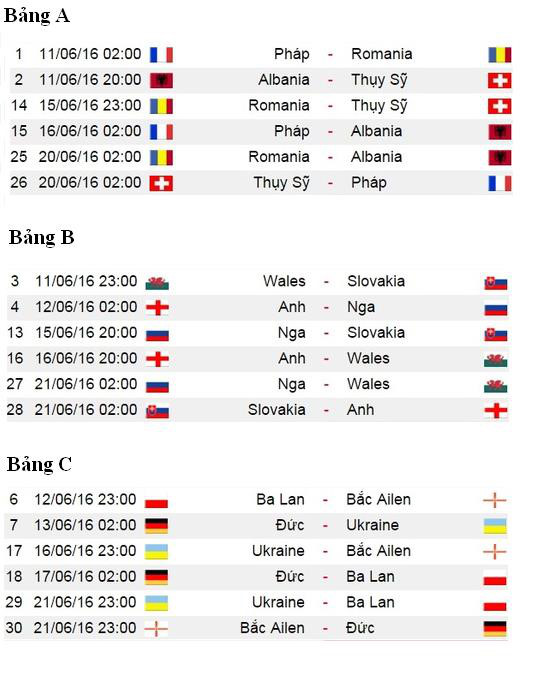 Bảng A
1 11/06/16 02:00 Pháp - Romania
2 11/06/16 20:00 Albania - Thụy Sỹ
14 15/06/16 23:00 Romania - Thụy Sỹ
15 16/06/16 02:00 Pháp - Albania
25 20/06/16 02:00 Romania - Albania
26 20/06/16 02:00 Thụy Sỹ - Pháp
Bảng B
3 11/06/16 23:00 Wales - Slovakia
4 12/06/16 02:00 Anh - Nga
13 15/06/16 20:00 Nga - Slovakia
16 16/06/16 20:00 Anh - Wales
27 21/06/16 02:00 Nga - Wales
28 21/06/16 02:00 Slovakia - Anh
Bảng C
6 12/06/16 23:00 Ba Lan - Bắc Ailen
7 13/06/16 02:00 Đức - Ukraine
17 16/06/16 23:00 Ukraine - Bắc Ailen
18 17/06/16 02:00 Đức - Ba Lan
29 21/06/16 23:00 Ukraine - Ba Lan
30 21/06/16 23:00 Bắc Ailen - Đức